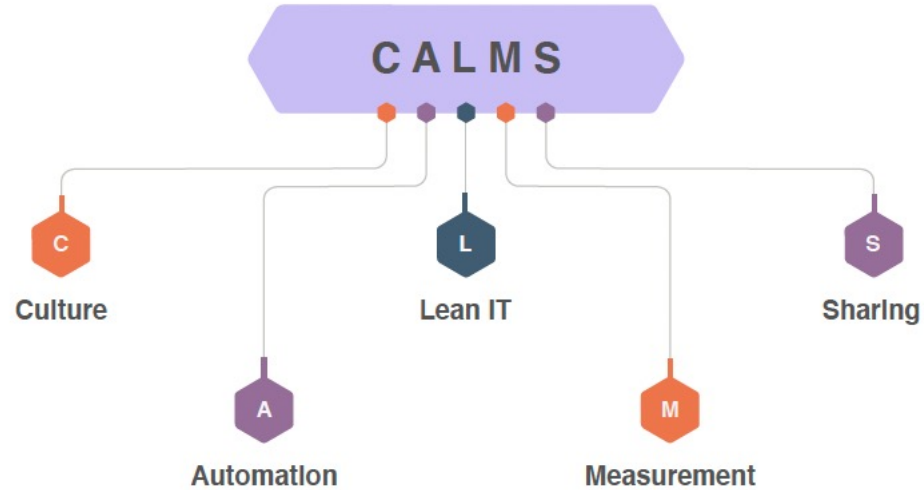 CALMS
C
L
S
Culture
Lean IT
Sharing
A
M
Automation
Measurement